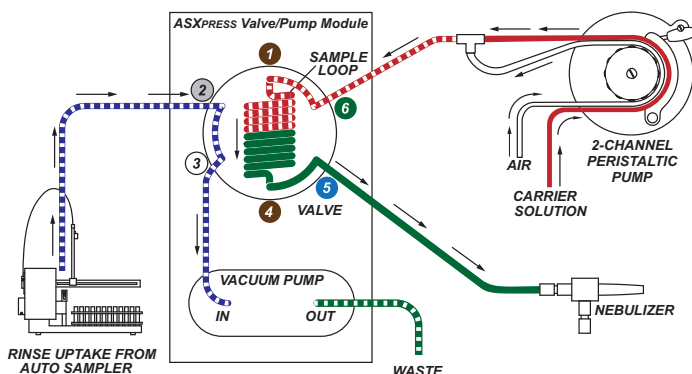 ASXPRESS Valve/Pump Module
1
SAMPLE
LOOP
2
6
3
2-CHANNEL
PERISTALTIC
PUMP
AIR
CARRIER
SOLUTION
5
4
VALVE
VACUUM PUMP
IN
OUT
NEBULIZER
RINSE UPTAKE FROM
AUTO SAMPLER
WASTE